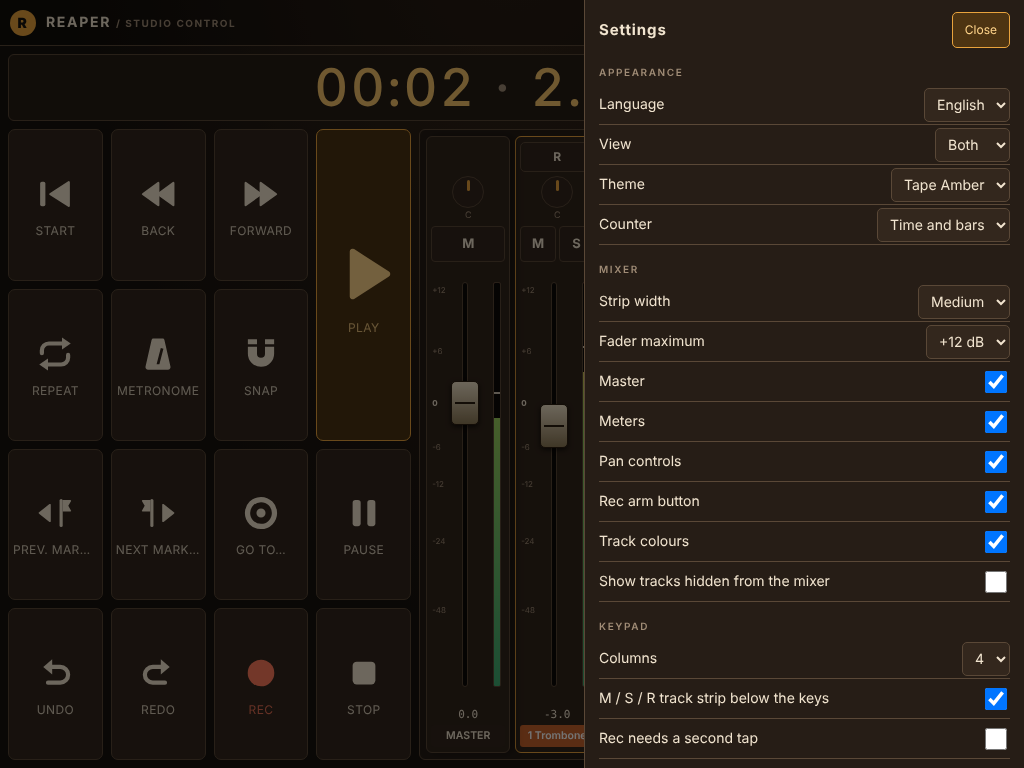 R REAPER / STUDIO CONTROL
00:02 · 2.
START
BACK
FORWARD
PLAY
REPEAT
METRONOME
SNAP
PREV. MAR...
NEXT MARK...
GO TO...
PAUSE
UNDO
REDO
REC
STOP
C
M
+12
+6
0
-6
-12
-24
-48
0.0
MASTER
R
C
M S
+12
+6
0
-6
-12
-24
-48
-3.0
1 Trombone
Settings
Close
APPEARANCE
Language English
View Both
Theme Tape Amber
Counter Time and bars
MIXER
Strip width Medium
Fader maximum +12 dB
Master
Meters
Pan controls
Rec arm button
Track colours
Show tracks hidden from the mixer
KEYPAD
Columns 4
M / S / R track strip below the keys
Rec needs a second tap